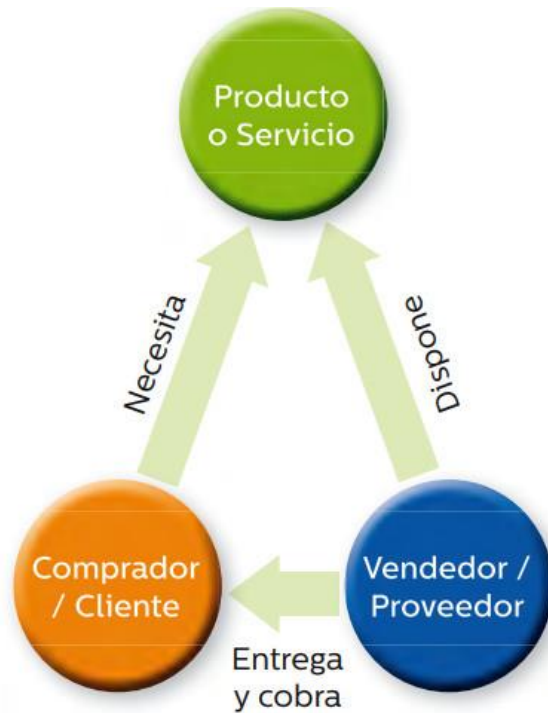 Producto
o Servicio
Necesita
Dispone
Comprador
/ Cliente
Vendedor /
Proveedor
Entrega
y cobra